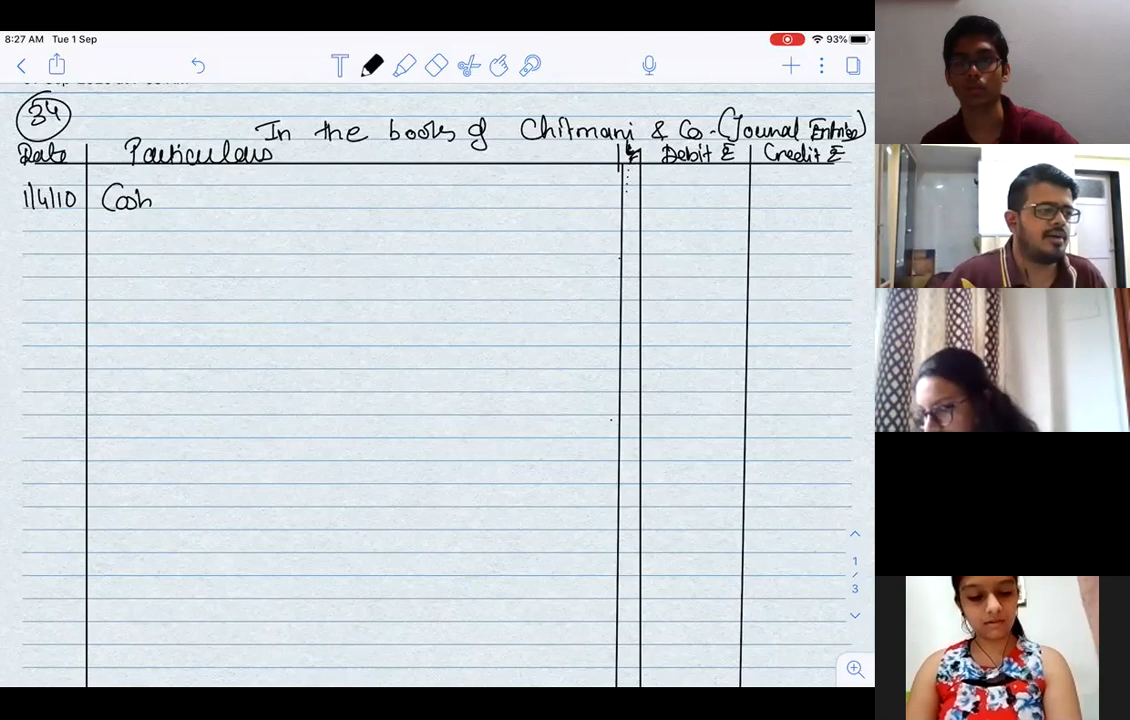 8:27 AM Tue 1 Sep 93%
34
In the books of Chitmani & Co. (Journal Entries)
Date Particulars Debit ₹ Credit ₹
1/4/10 Cash
1
/
3